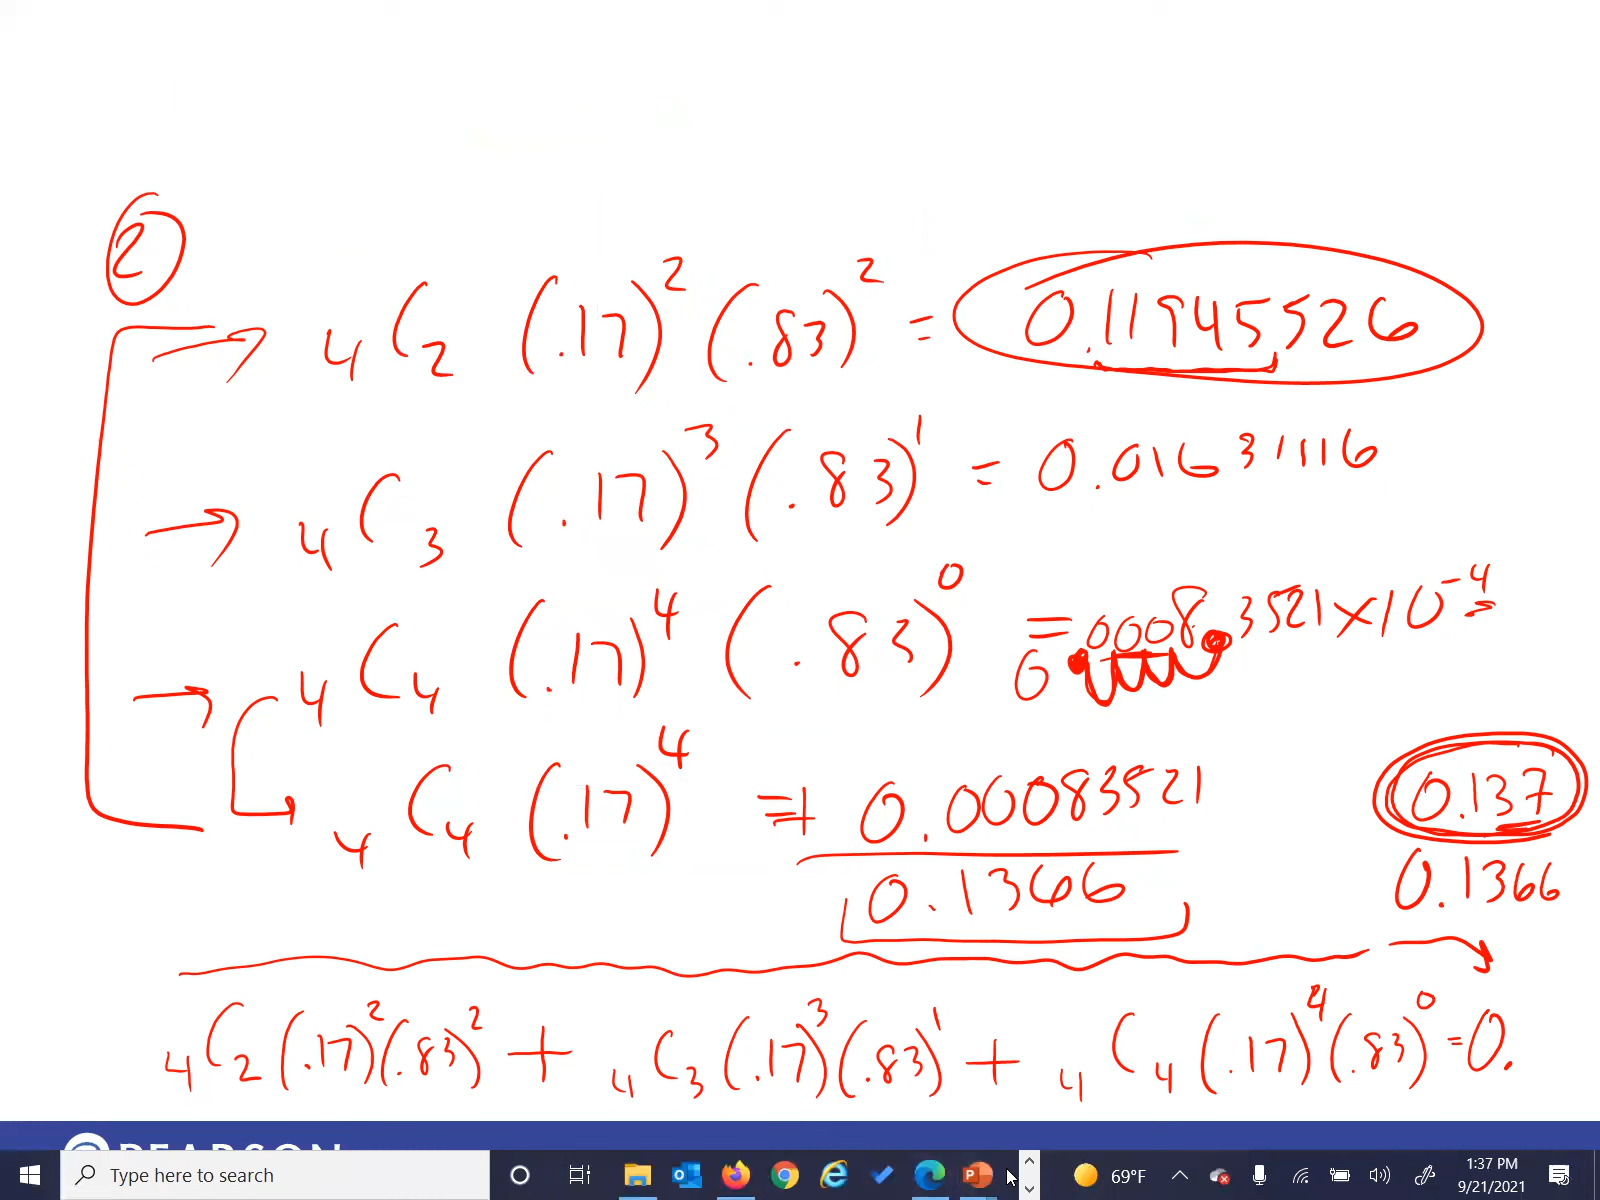 2
₄C₂ (.17)² (.83)² = 0.11945526
₄C₃ (.17)³ (.83)¹ = 0.01631116
₄C₄ (.17)⁴ (.83)⁰ = 0008.3521 × 10⁻⁴
0
₄C₄ (.17)⁴ = + 0.00083521
0.137
0.1366
0.1366
₄C₂ (.17)² (.83)² + ₄C₃ (.17)³ (.83)¹ + ₄C₄ (.17)⁴ (.83)⁰ = 0.
PEARSON
Type here to search
69°F
1:37 PM
9/21/2021